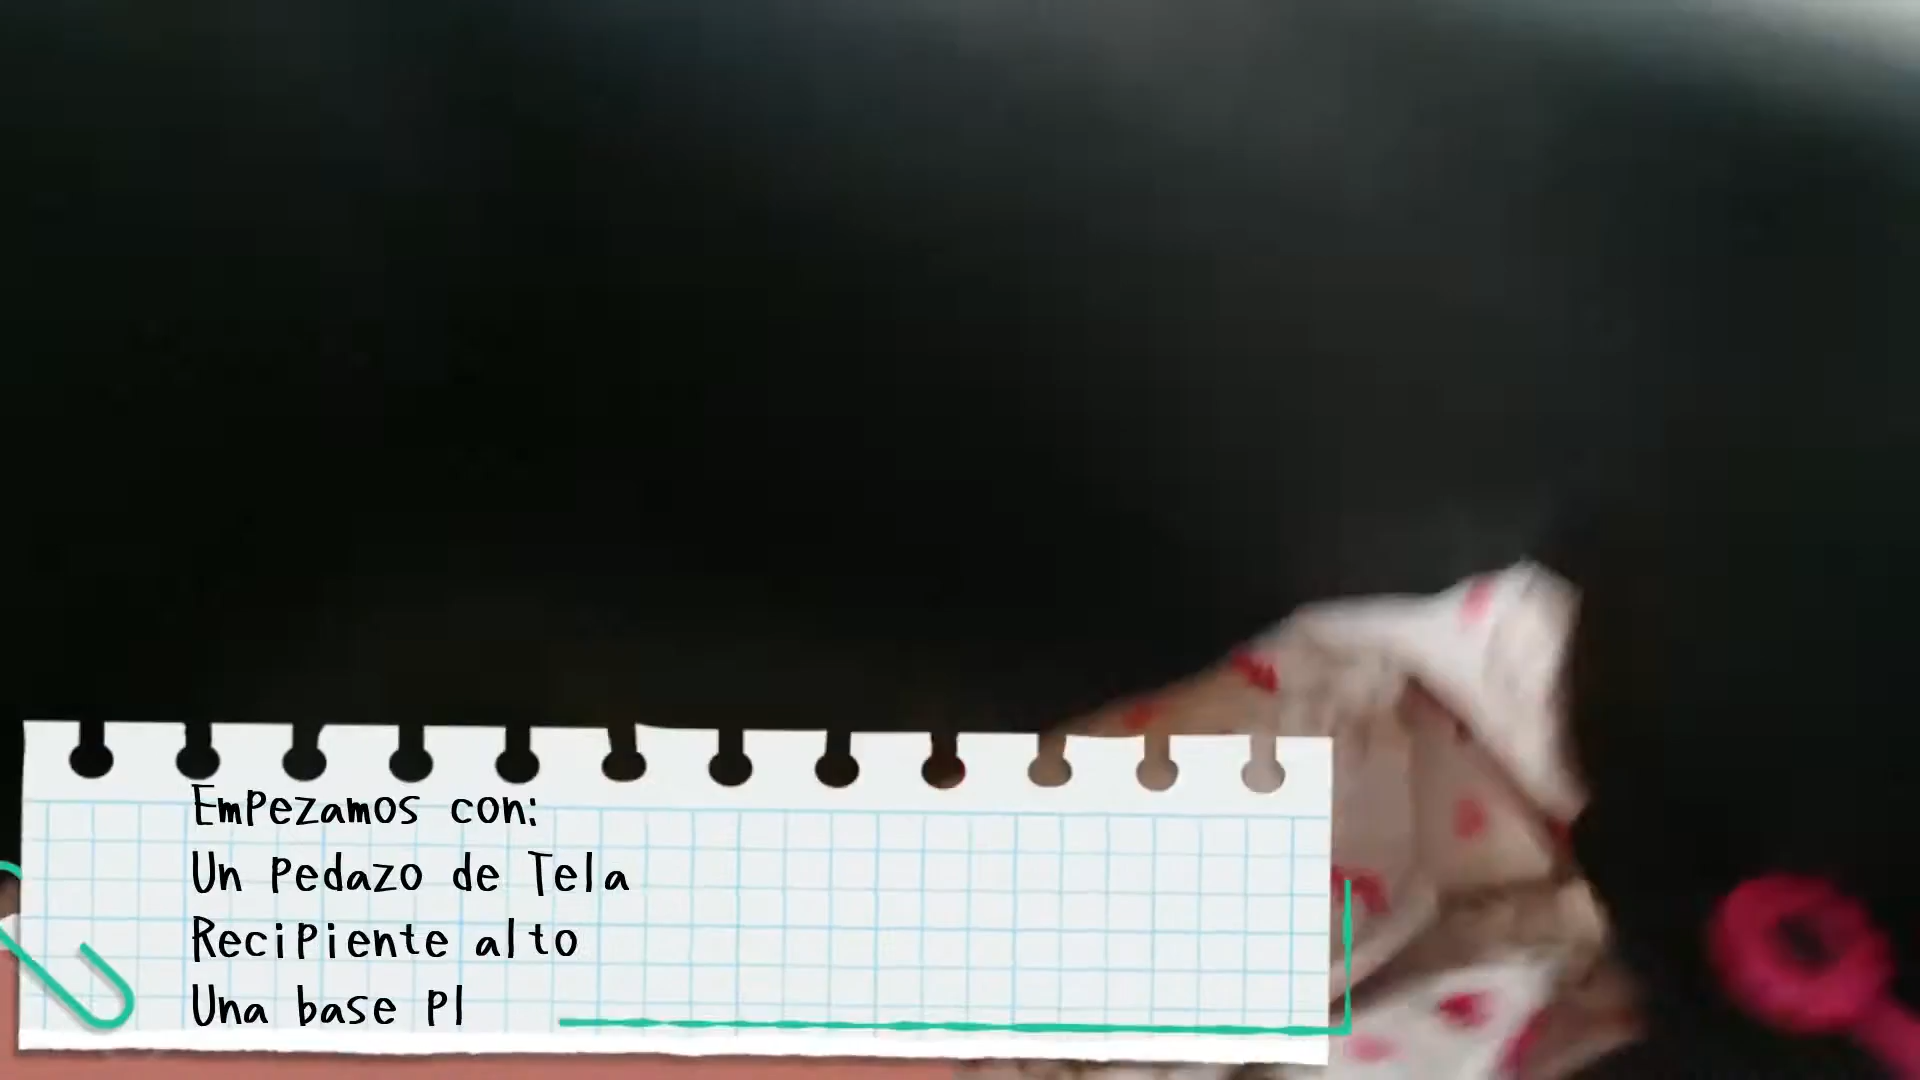 Empezamos con:
Un pedazo de Tela
Recipiente alto
Una base pl